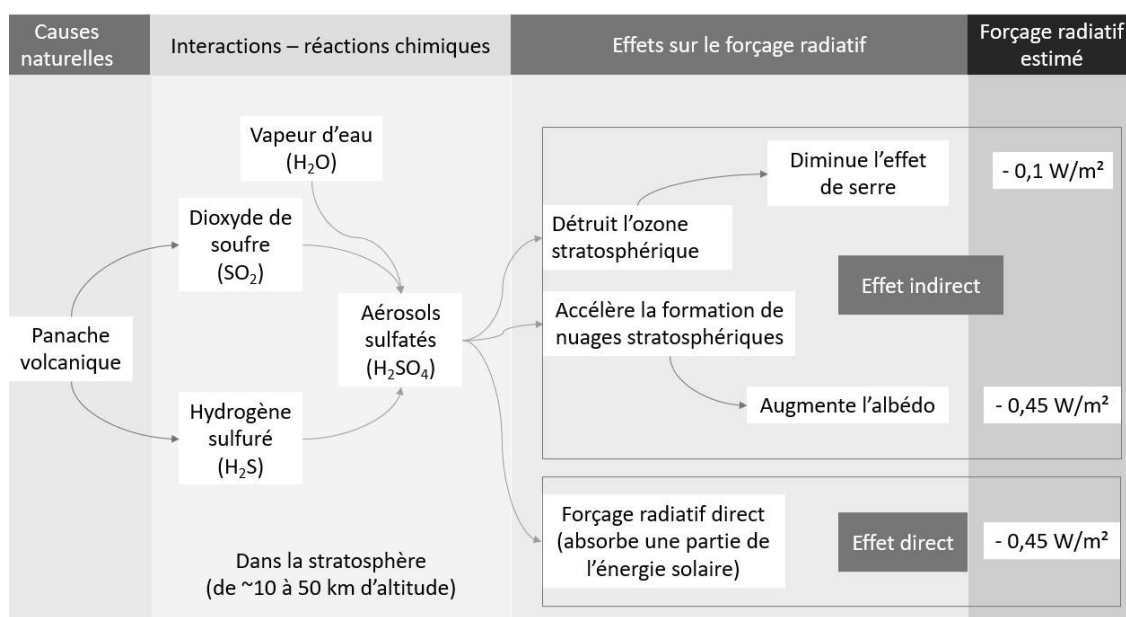 Causes
naturelles
Interactions – réactions chimiques
Effets sur le forçage radiatif
Forçage radiatif
estimé
Vapeur d'eau
(H₂O)
Dioxyde de
soufre
(SO₂)
Panache
volcanique
Hydrogène
sulfuré
(H₂S)
Aérosols
sulfatés
(H₂SO₄)
Dans la stratosphère
(de ~10 à 50 km d'altitude)
Diminue l'effet
de serre
- 0,1 W/m²
Détruit l'ozone
stratosphérique
Effet indirect
Accélère la formation de
nuages stratosphériques
Augmente l'albédo
- 0,45 W/m²
Forçage radiatif direct
(absorbe une partie de
l'énergie solaire)
Effet direct
- 0,45 W/m²